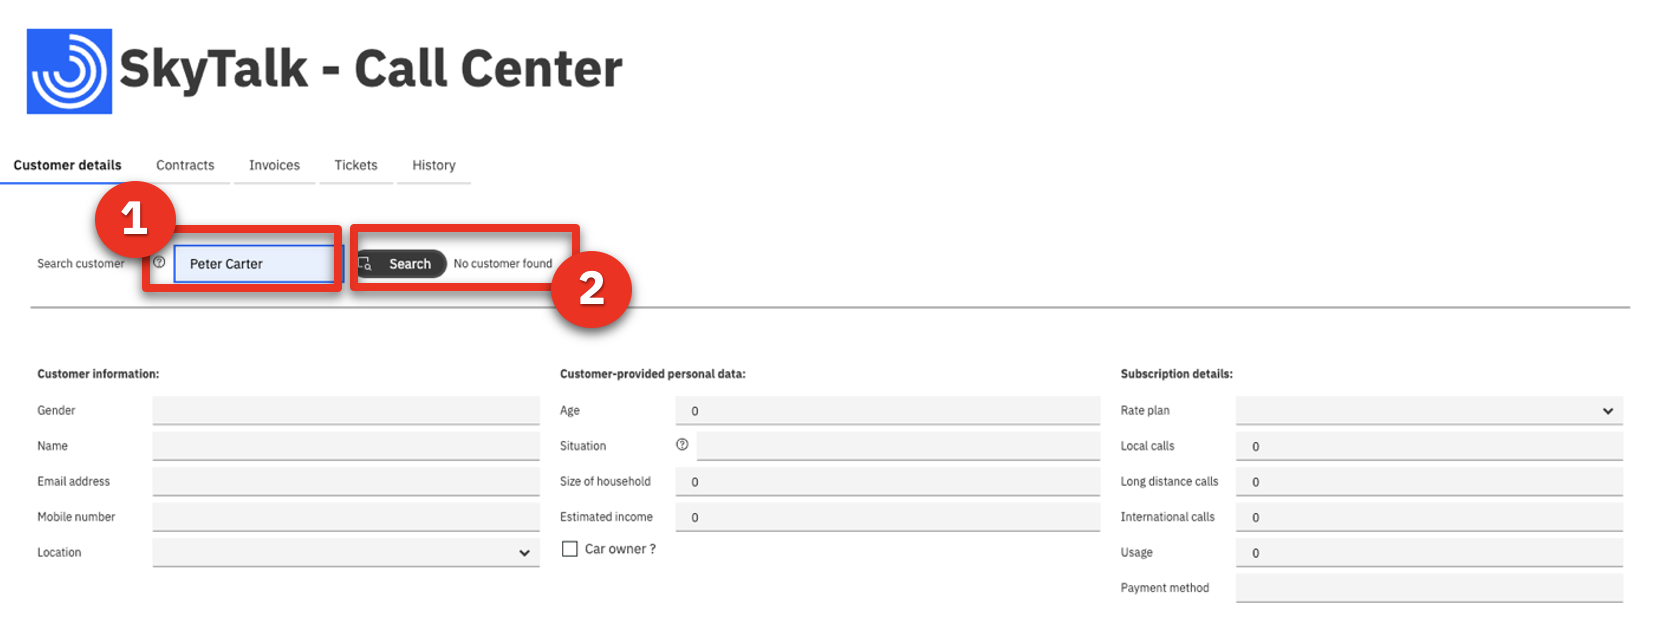 SkyTalk - Call Center
Customer details Contracts Invoices Tickets History
1
Search customer Peter Carter Search No customer found
2
Customer information: Customer-provided personal data: Subscription details:
Gender Age 0 Rate plan
Name Situation Local calls 0
Email address Size of household 0 Long distance calls 0
Mobile number Estimated income 0 International calls 0
Location Car owner ? Usage 0
Payment method